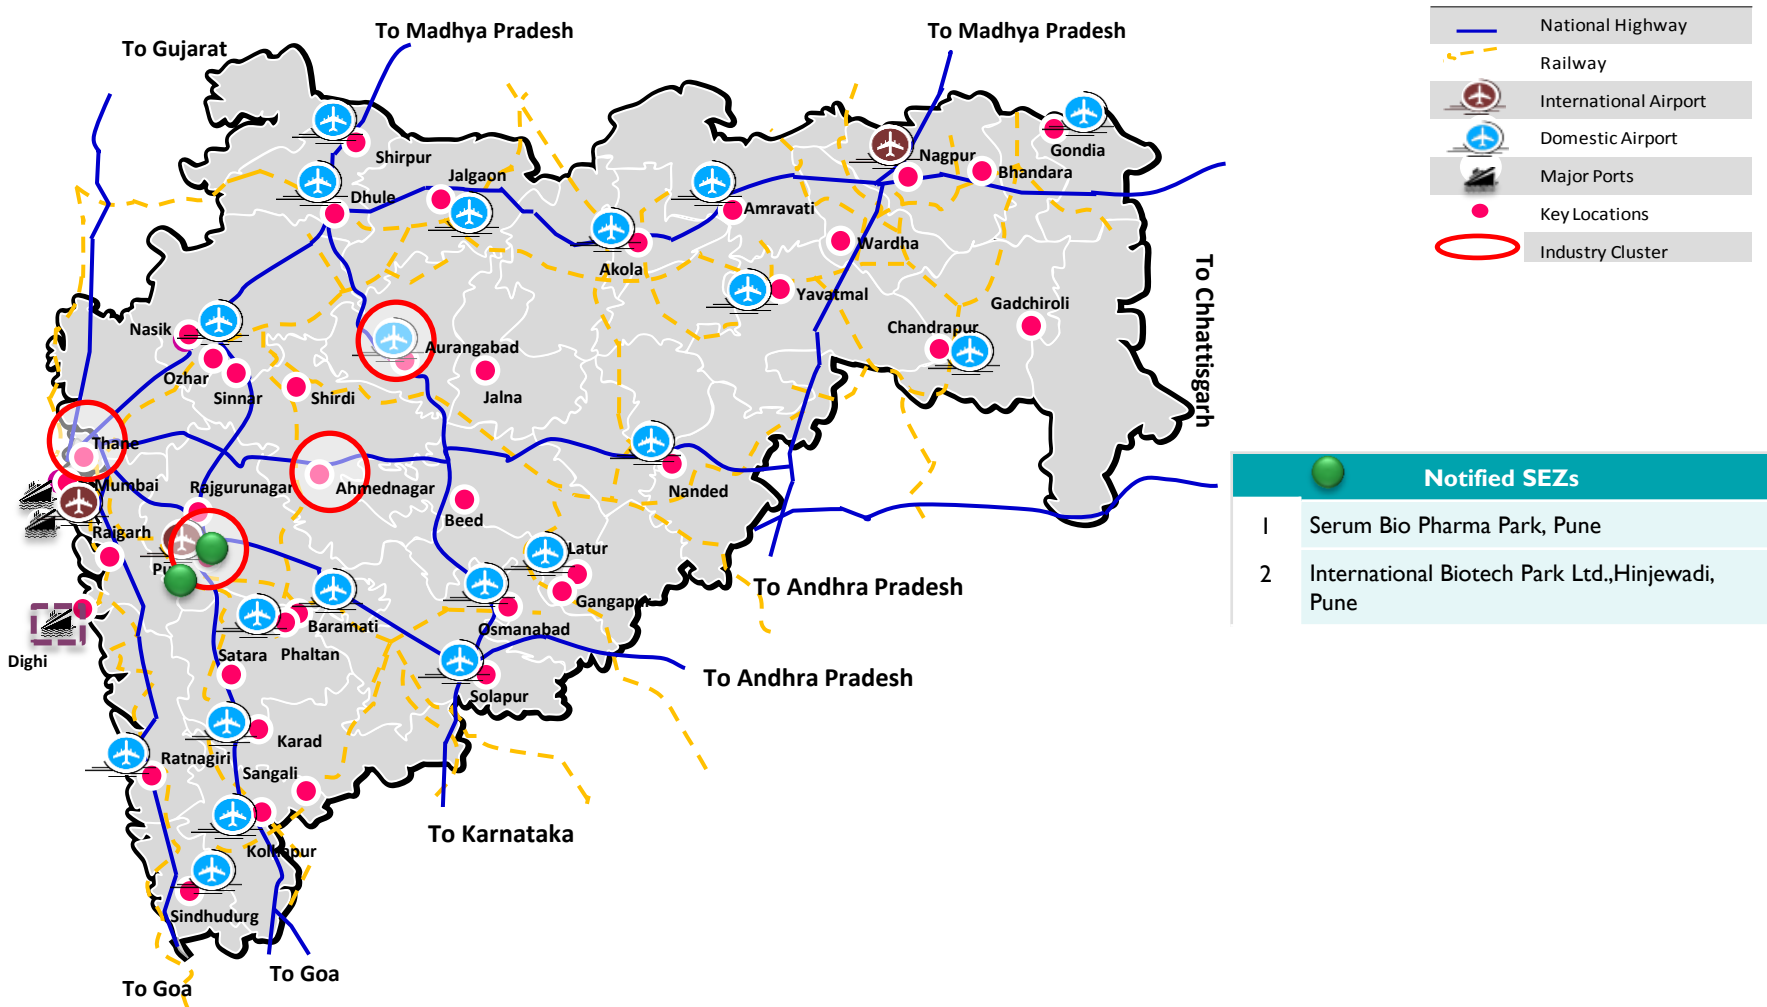 To Gujarat
To Madhya Pradesh
To Madhya Pradesh
National Highway
Railway
International Airport
Domestic Airport
Major Ports
Key Locations
Industry Cluster
Shirpur
Nagpur
Gondia
Bhandara
Jalgaon
Dhule
Amravati
Wardha
Akola
Yavatmal
Gadchiroli
Chandrapur
To Chhattisgarh
Nasik
Aurangabad
Ozhar
Sinnar
Shirdi
Jalna
Thane
Mumbai
Rajgurunagar
Ahmednagar
Nanded
Beed
Rajgarh
Latur
Gangapur
Osmanabad
Baramati
Satara
Phaltan
Dighi
Solapur
Karad
Ratnagiri
Sangali
Kolhapur
Sindhudurg
To Andhra Pradesh
To Andhra Pradesh
To Karnataka
To Goa
To Goa
Notified SEZs
1 Serum Bio Pharma Park, Pune
2 International Biotech Park Ltd.,Hinjewadi,
Pune